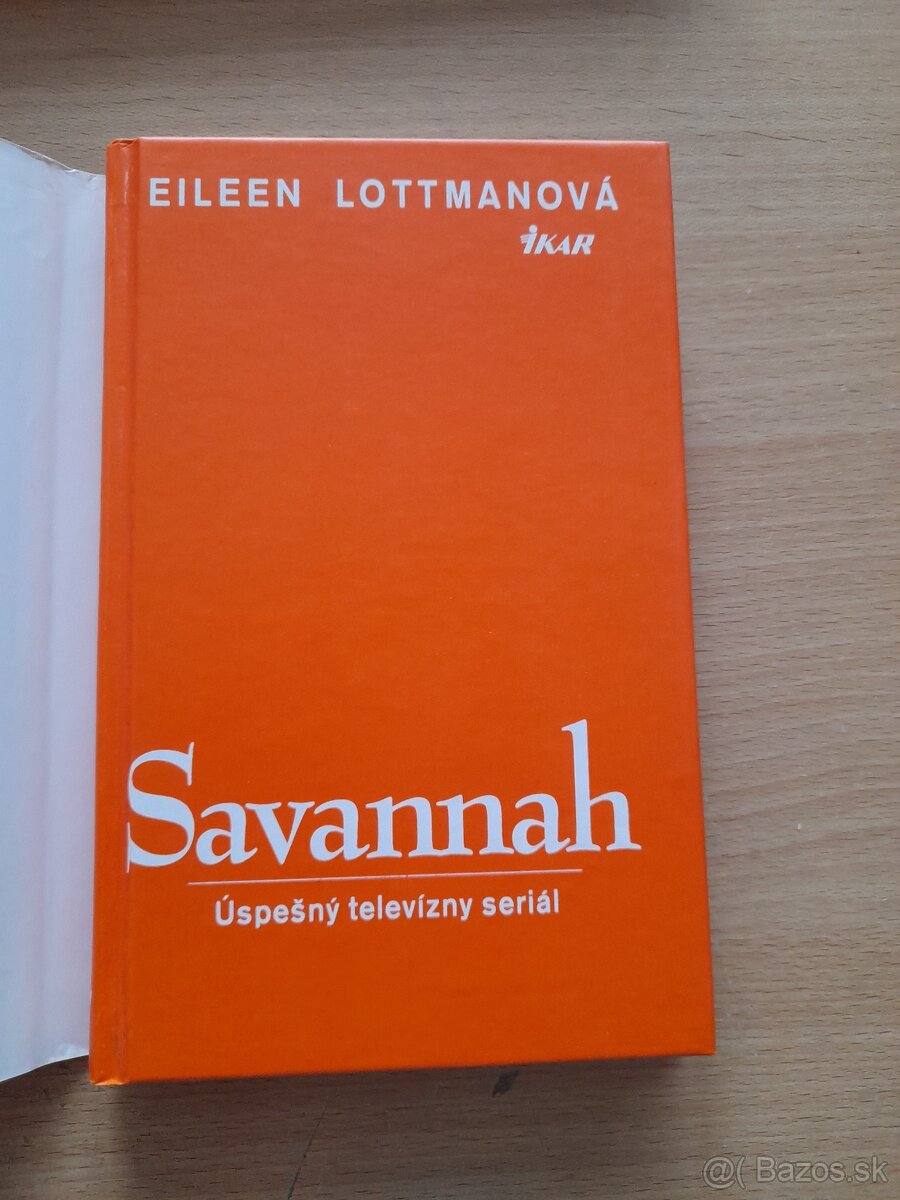 EILEEN LOTTMANOVÁ
IKAR
Savannah
Úspešný televízny seriál
@( Bazos.sk